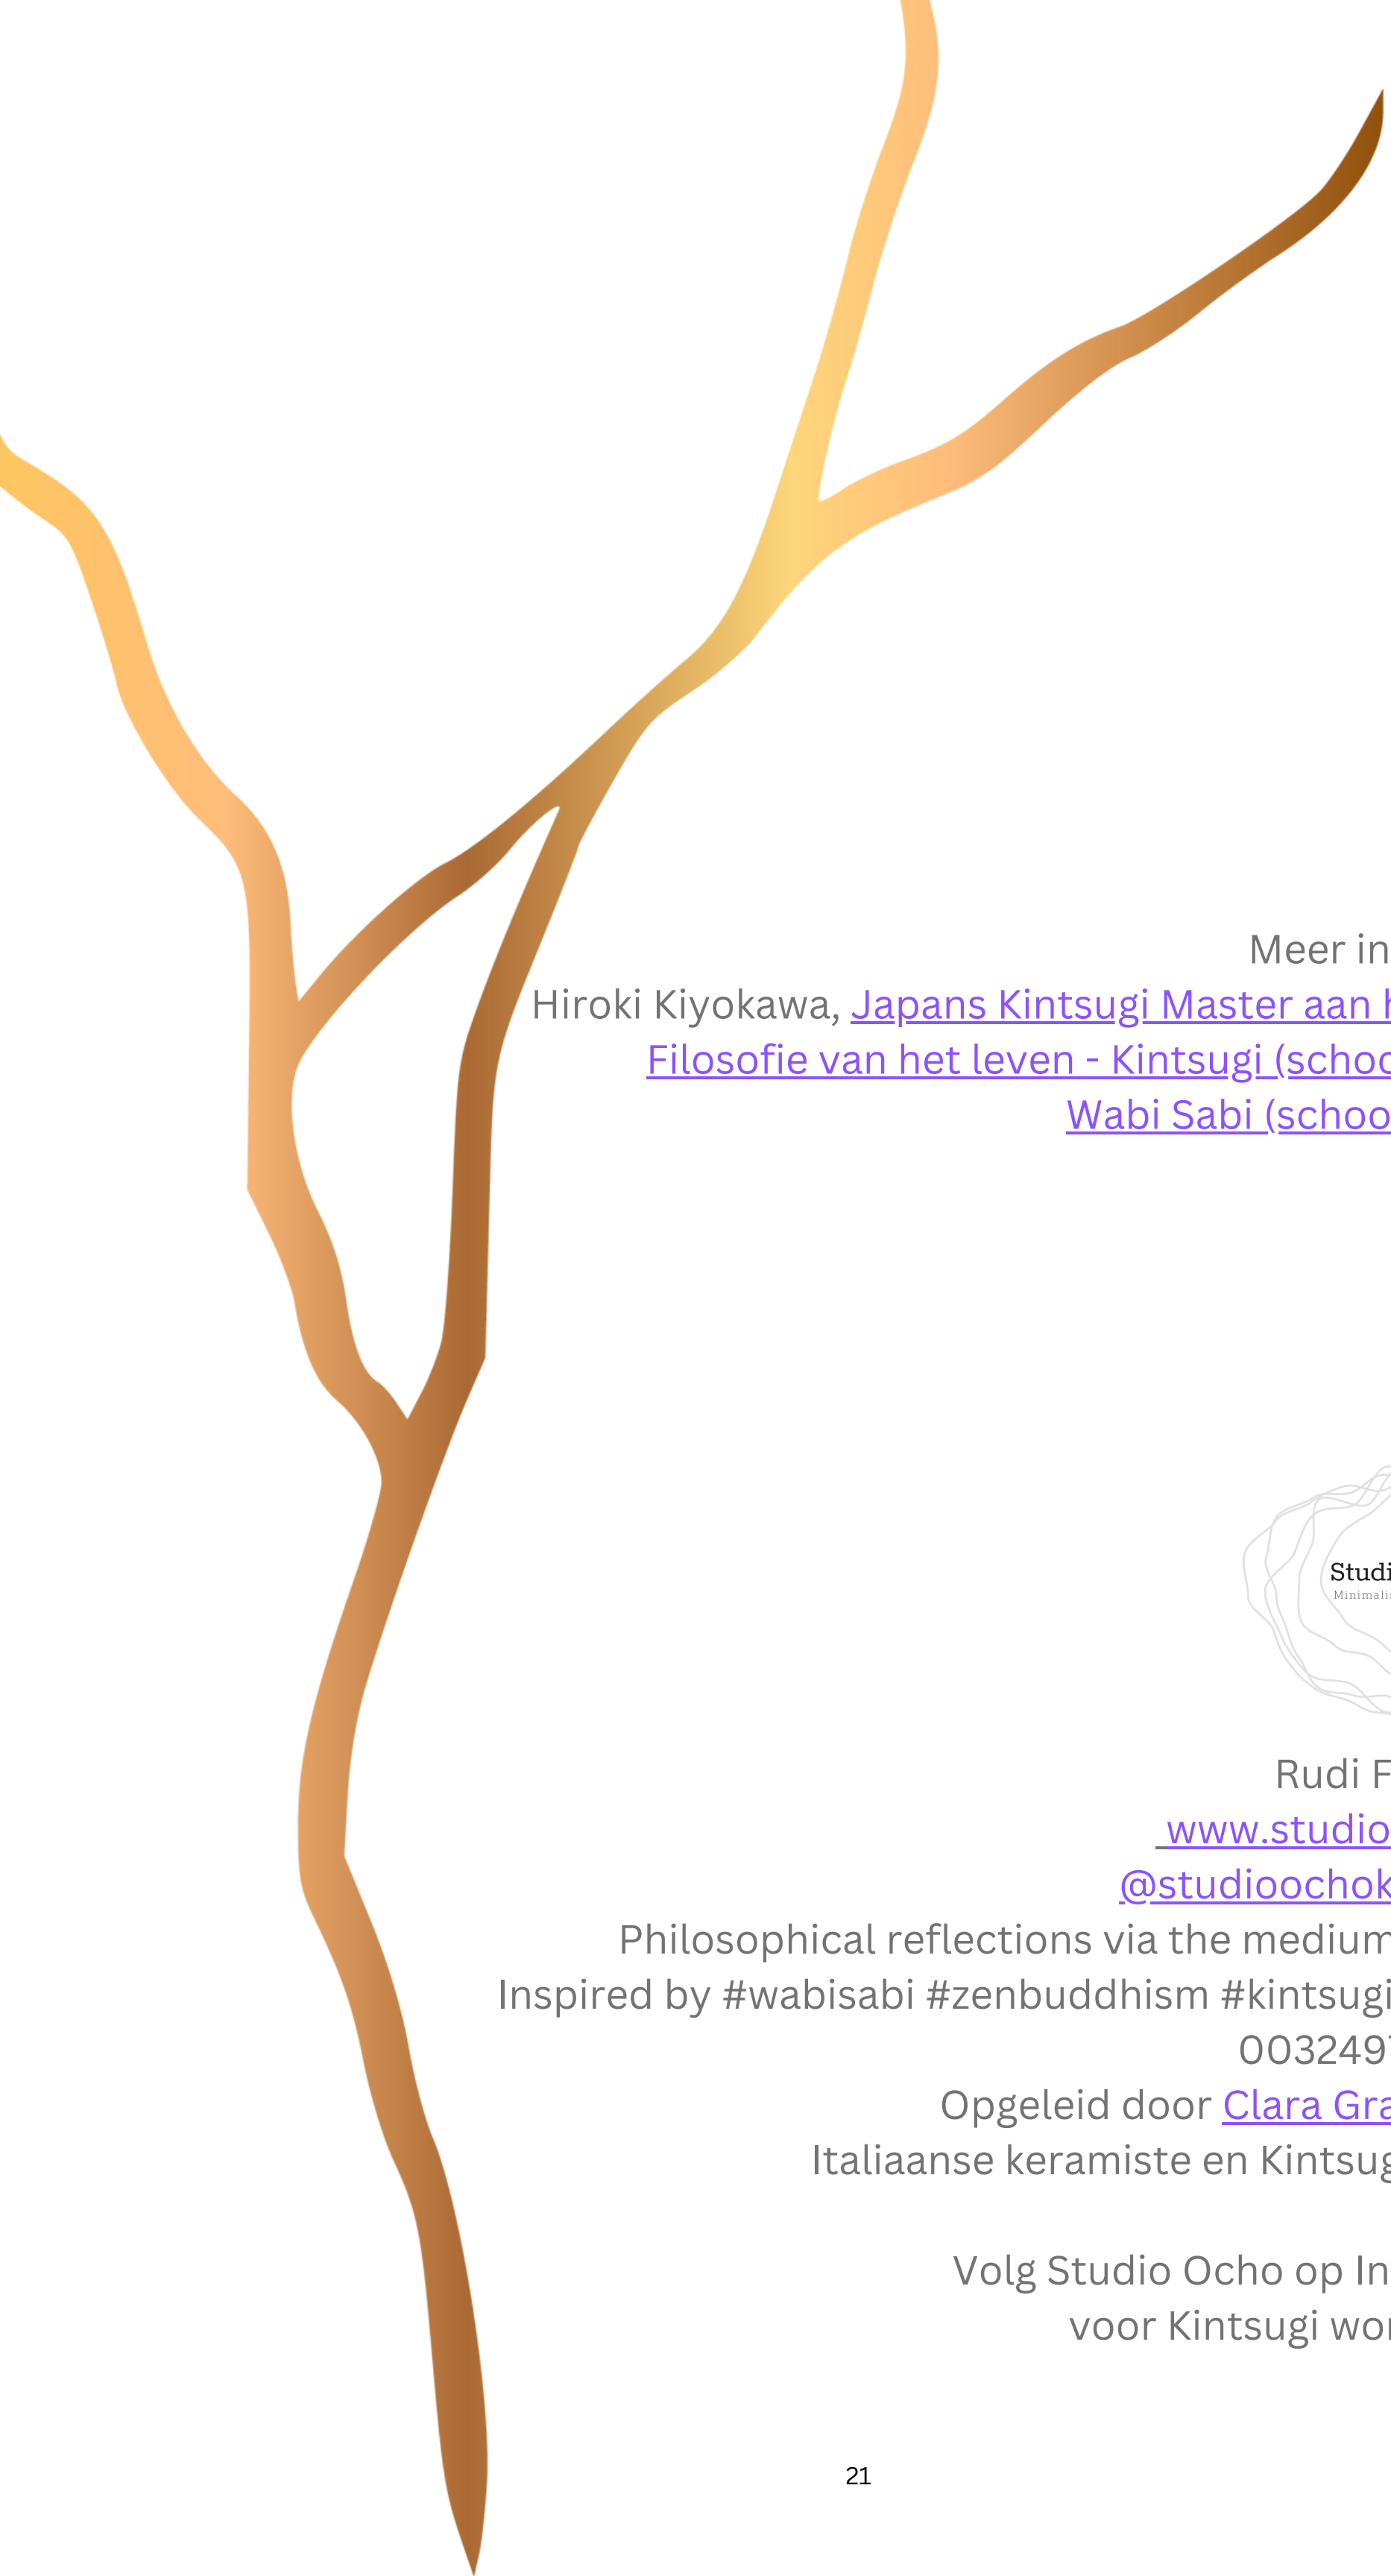 Meer in
Hiroki Kiyokawa, Japans Kintsugi Master aan h
Filosofie van het leven - Kintsugi (schoo
Wabi Sabi (schoo
Studi
Minimalis
Rudi F
www.studio
@studioochok
Philosophical reflections via the medium
Inspired by #wabisabi #zenbuddhism #kintsugi
003249
Opgeleid door Clara Gra
Italiaanse keramiste en Kintsug
Volg Studio Ocho op In
voor Kintsugi wor
21